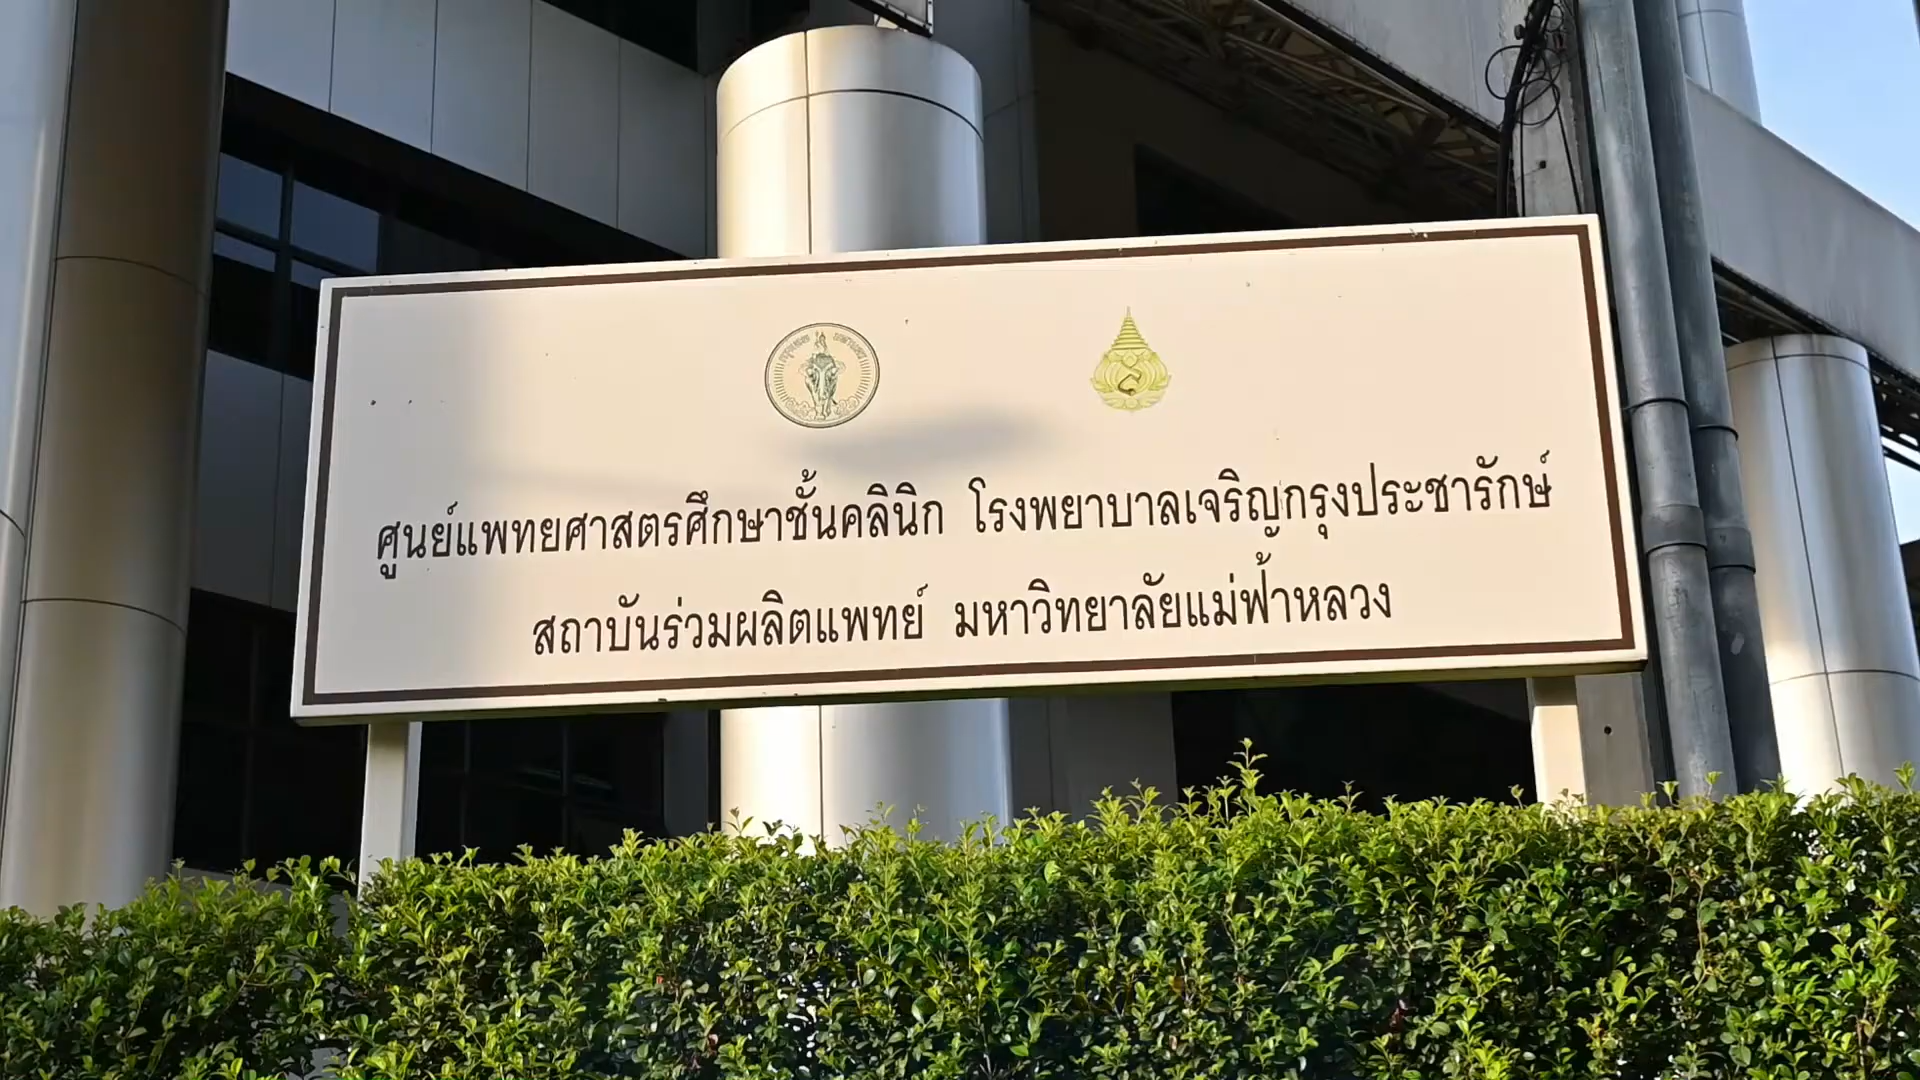 ศูนย์แพทยศาสตรศึกษาชั้นคลินิก โรงพยาบาลเจริญกรุงประชารักษ์
สถาบันร่วมผลิตแพทย์ มหาวิทยาลัยแม่ฟ้าหลวง